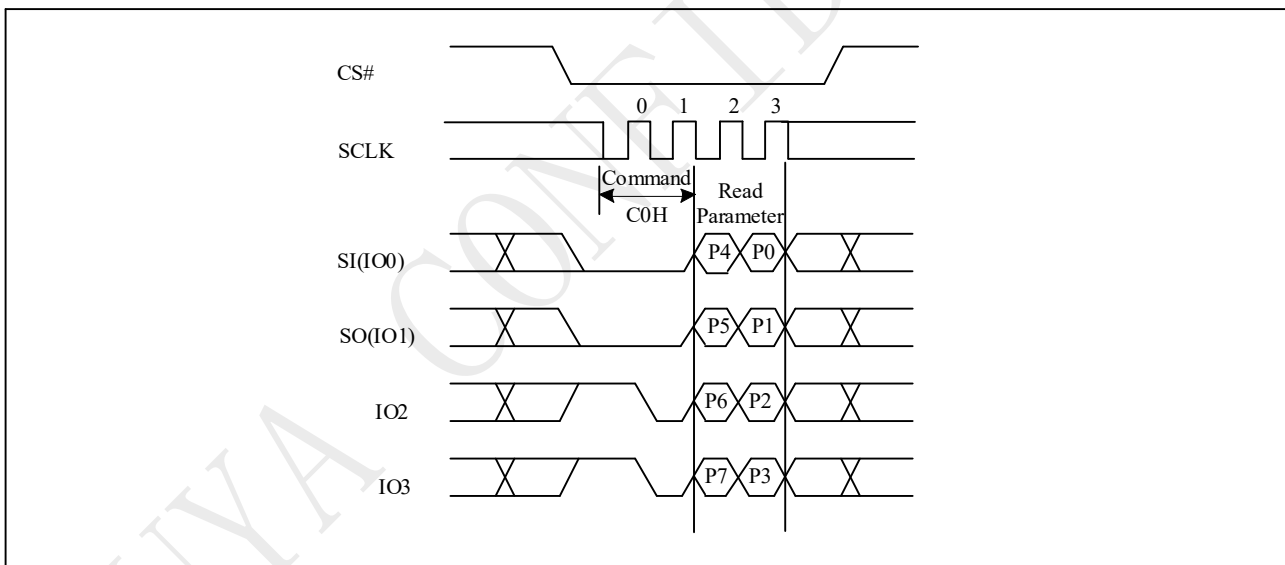 CS#
0 1 2 3
SCLK
Command
C0H
Read
Parameter
SI(IO0) P4 P0
SO(IO1) P5 P1
IO2 P6 P2
IO3 P7 P3